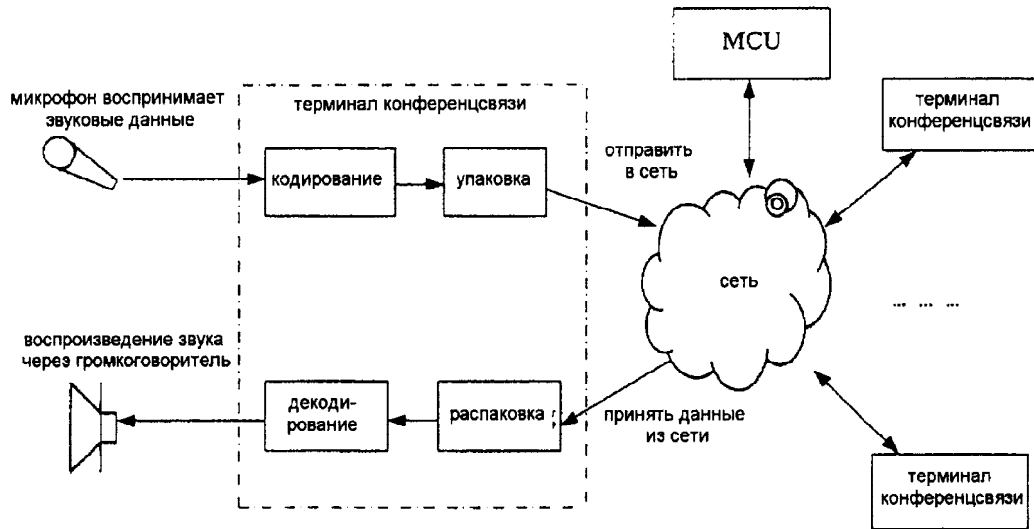 MCU
микрофон воспринимает
звуковые данные
терминал конференцсвязи
терминал
конференцсвязи
отправить
в сеть
кодирование
упаковка
сеть
... ... ...
воспроизведение звука
через громкоговоритель
декоди-
рование
распаковка
принять данные
из сети
терминал
конференцсвязи